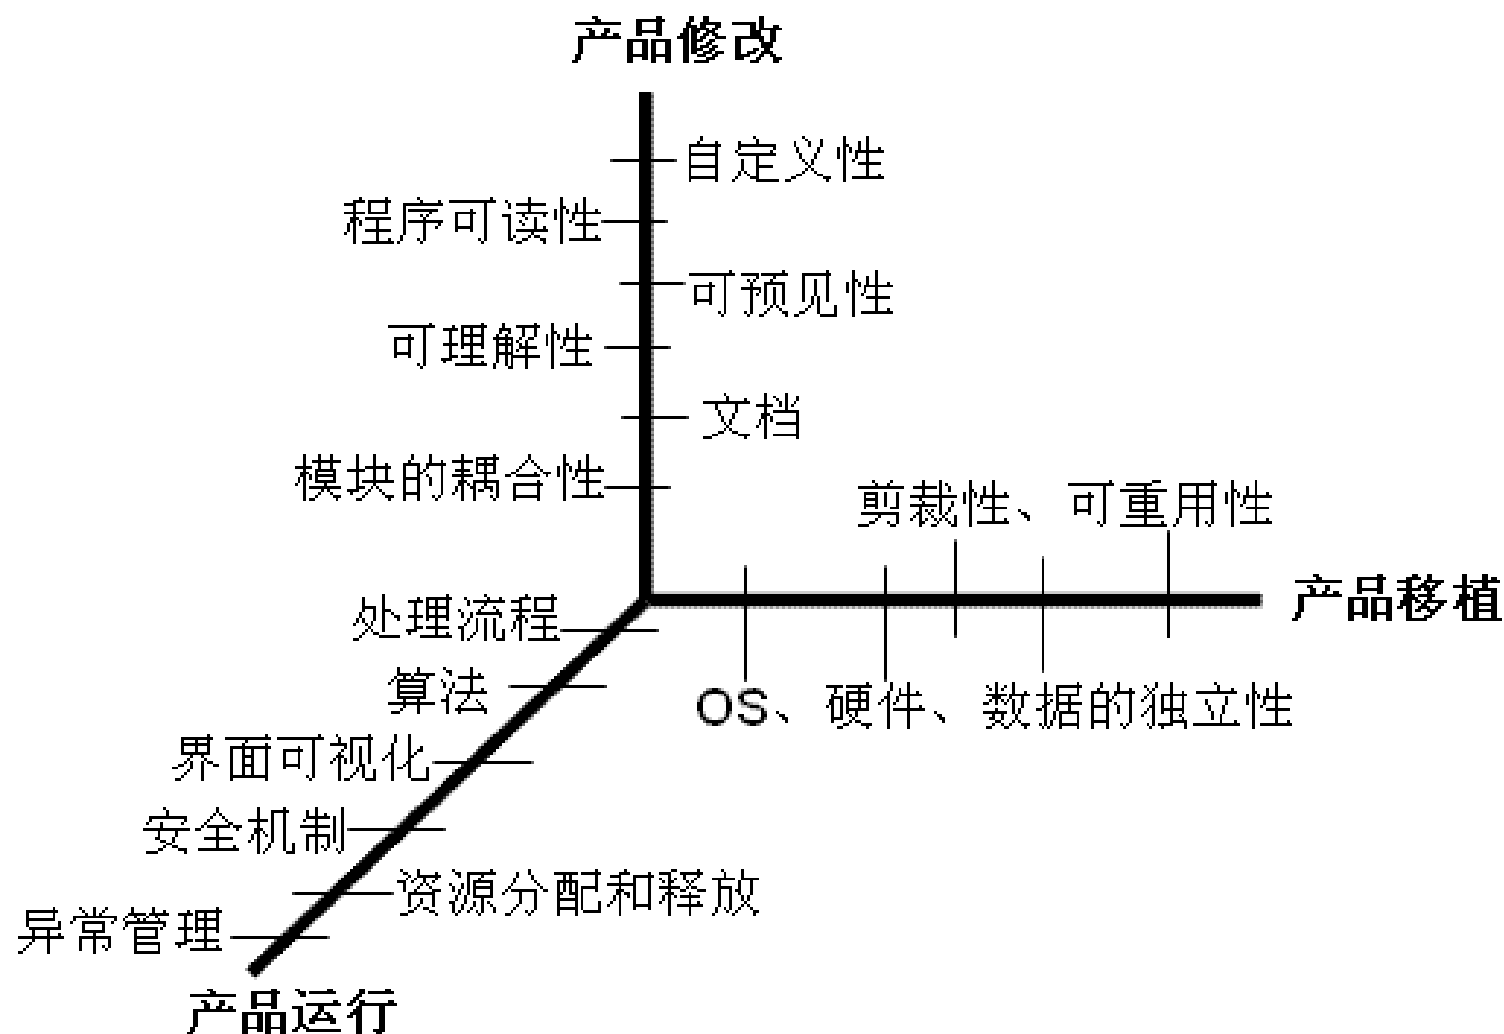 产品修改
自定义性
程序可读性
可预见性
可理解性
文档
模块的耦合性
剪裁性、可重用性
产品移植
处理流程
算法
OS、硬件、数据的独立性
界面可视化
安全机制
资源分配和释放
异常管理
产品运行